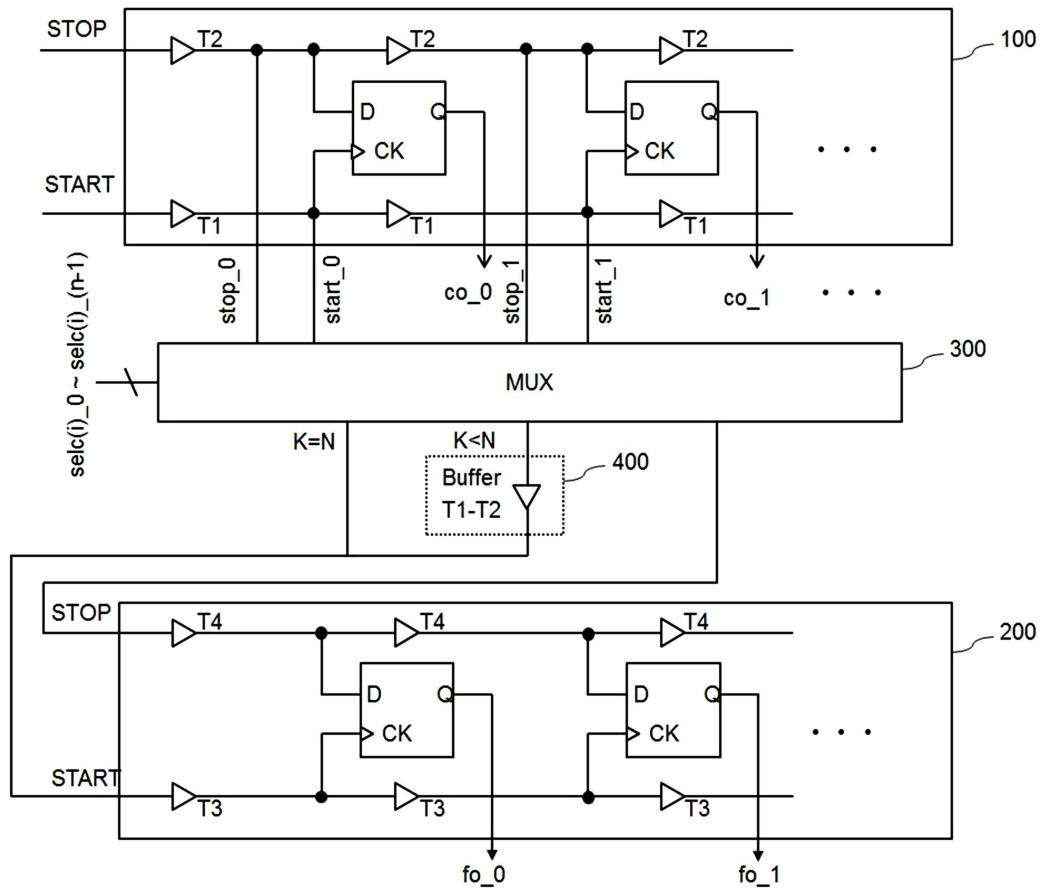 STOP
T2
T2
T2
100
D
Q
CK
D
Q
CK
. . .
START
T1
T1
T1
stop_0
start_0
co_0
stop_1
start_1
co_1
. . .
selc(i)_0 ~ selc(i)_(n-1)
MUX
300
K=N
K<N
Buffer
T1-T2
400
STOP
T4
T4
T4
200
D
Q
CK
D
Q
CK
. . .
START
T3
T3
T3
fo_0
fo_1